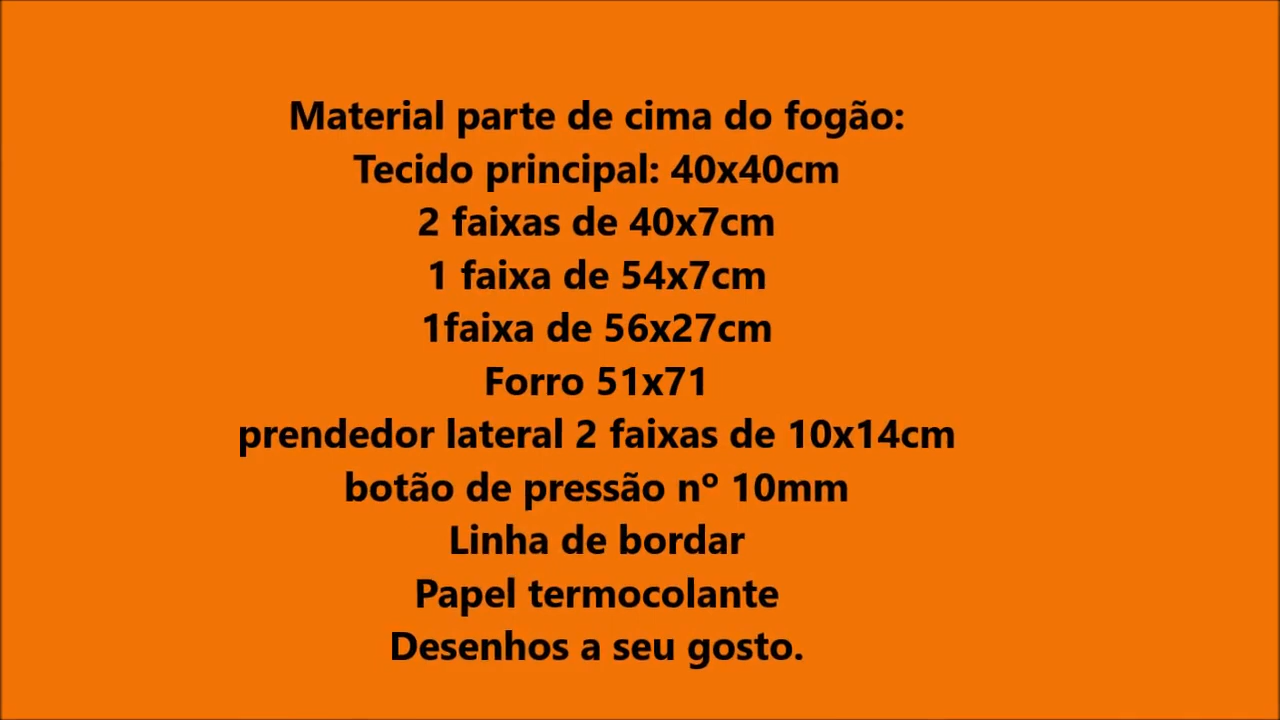 Material parte de cima do fogão:
Tecido principal: 40x40cm
2 faixas de 40x7cm
1 faixa de 54x7cm
1faixa de 56x27cm
Forro 51x71
prendedor lateral 2 faixas de 10x14cm
botão de pressão nº 10mm
Linha de bordar
Papel termocolante
Desenhos a seu gosto.